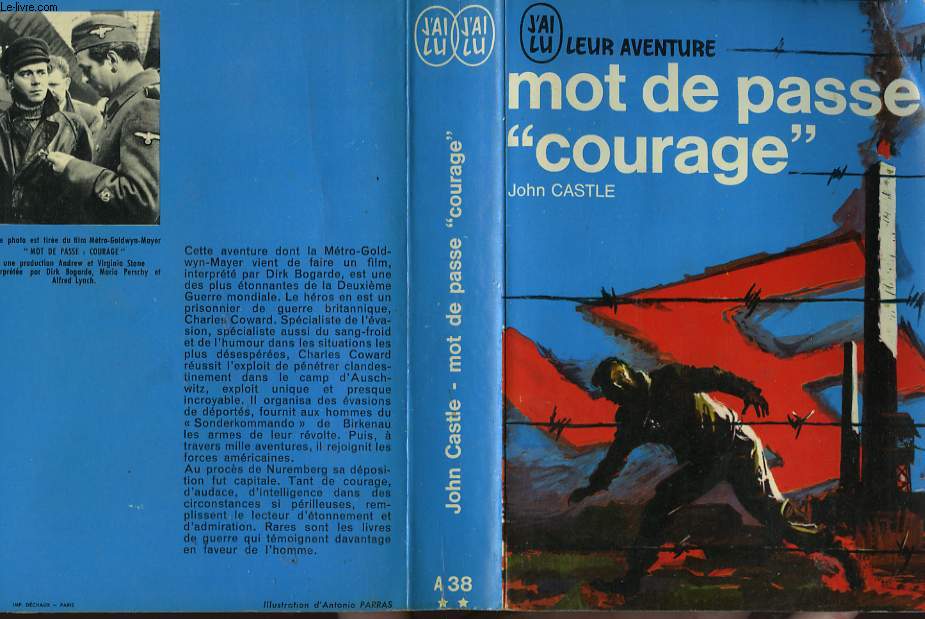 Le-livre.com
e photo est tirée du film Métro-Goldwyn-Mayer
" MOT DE PASSE : COURAGE "
une production Andrew et Virginia Stone
erprétée par Dirk Bogarde, Maria Perschy et
Alfred Lynch.
Cette aventure dont la Métro-Gold-
wyn-Mayer vient de faire un film,
interprété par Dirk Bogarde, est une
des plus étonnantes de la Deuxième
Guerre mondiale. Le héros en est un
prisonnier de guerre britannique,
Charles Coward. Spécialiste de l'éva-
sion, spécialiste aussi du sang-froid
et de l'humour dans les situations les
plus désespérées, Charles Coward
réussit l'exploit de pénétrer clandes-
tinement dans le camp d'Ausch-
witz, exploit unique et presque
incroyable. Il organisa des évasions
de déportés, fournit aux hommes du
« Sonderkommando » de Birkenau
les armes de leur révolte. Puis, à
travers mille aventures, il rejoignit les
forces américaines.
Au procès de Nuremberg sa déposi-
tion fut capitale. Tant de courage,
d'audace, d'intelligence dans des
circonstances si périlleuses, rem-
plissent le lecteur d'étonnement et
d'admiration. Rares sont les livres
de guerre qui témoignent davantage
en faveur de l'homme.
IMP. DÉCHAUX - PARIS
Illustration d'Antonio PARRAS
J'AI LU
J'AI LU
John Castle - mot de passe "courage"
A 38
J'AI LU
LEUR AVENTURE
mot de passe
"courage"
John CASTLE